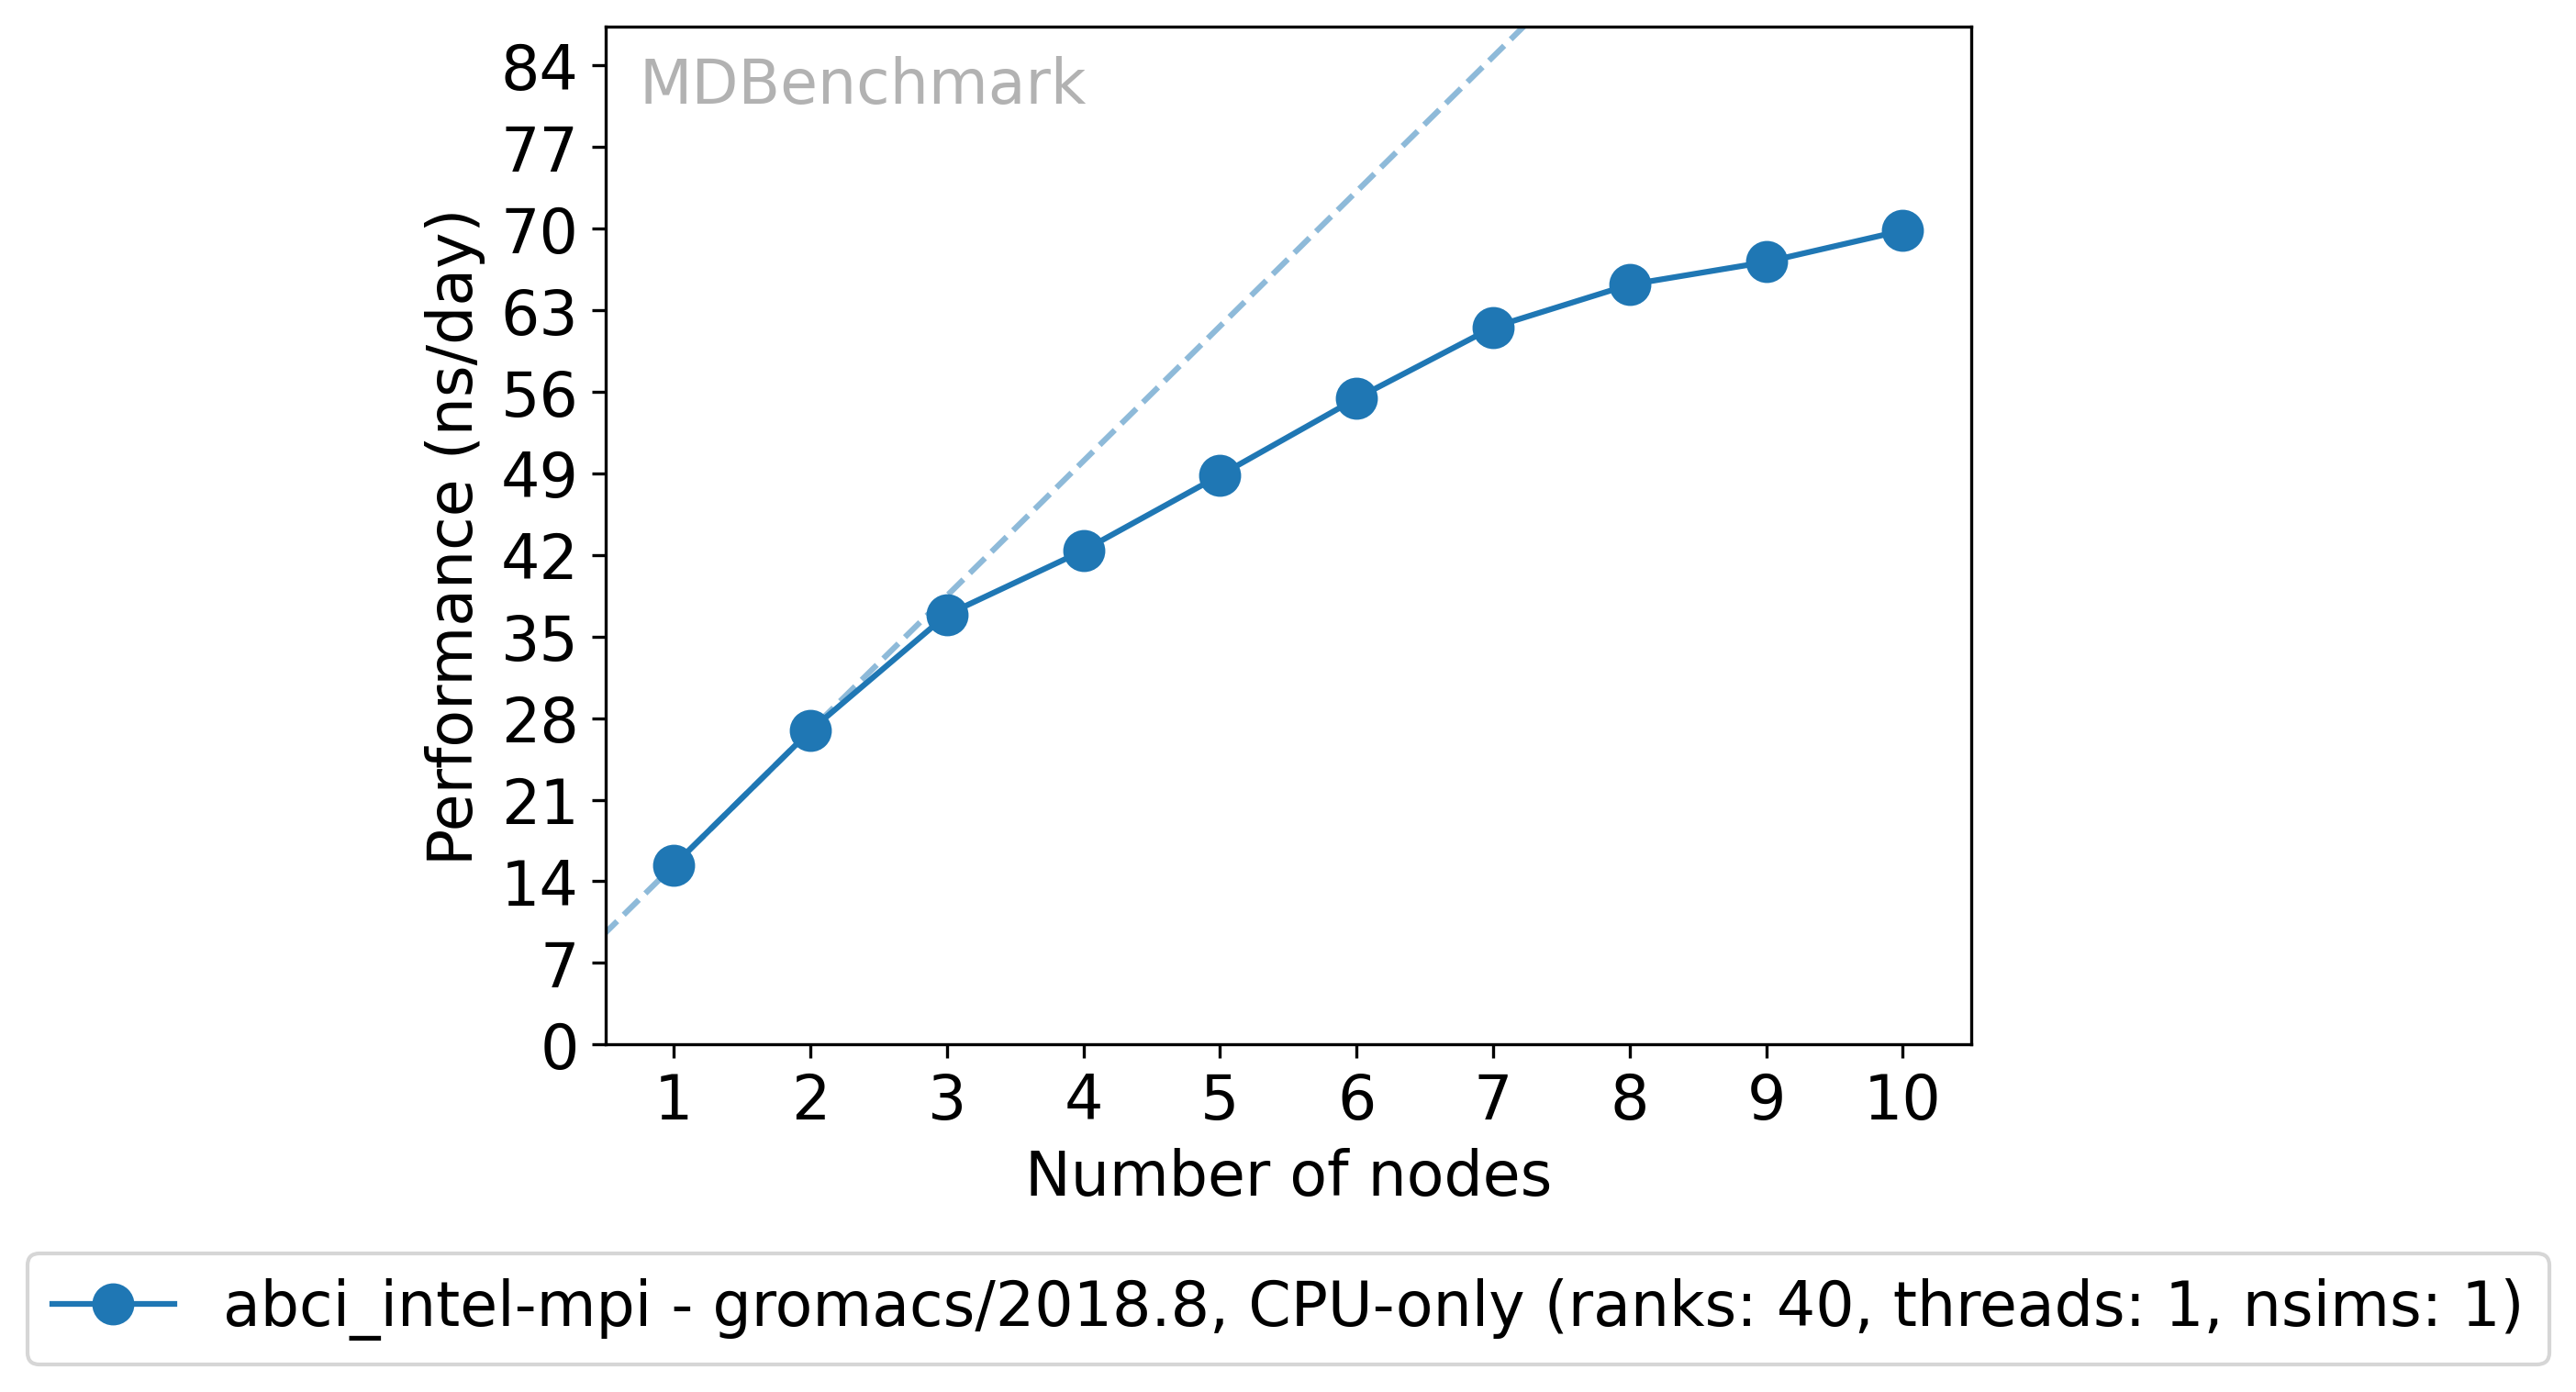 MDBenchmark
84
77
70
63
56
49
42
35
28
21
14
7
0
Performance (ns/day)
1 2 3 4 5 6 7 8 9 10
Number of nodes
abci_intel-mpi - gromacs/2018.8, CPU-only (ranks: 40, threads: 1, nsims: 1)